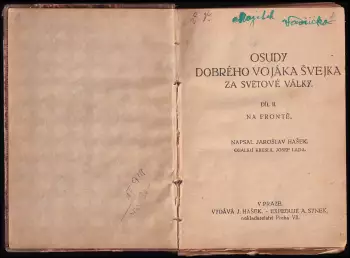 OSUDY
DOBRÉHO VOJÁKA ŠVEJKA
ZA SVĚTOVÉ VÁLKY.
DÍL II.
NA FRONTĚ.
NAPSAL JAROSLAV HAŠEK.
OBÁLKU KRESLIL JOSEF LADA.
V PRAZE.
VYDÁVÁ J. HAŠEK. - EXPEDUJE A. SYNEK,
nakladatelství Praha VII.